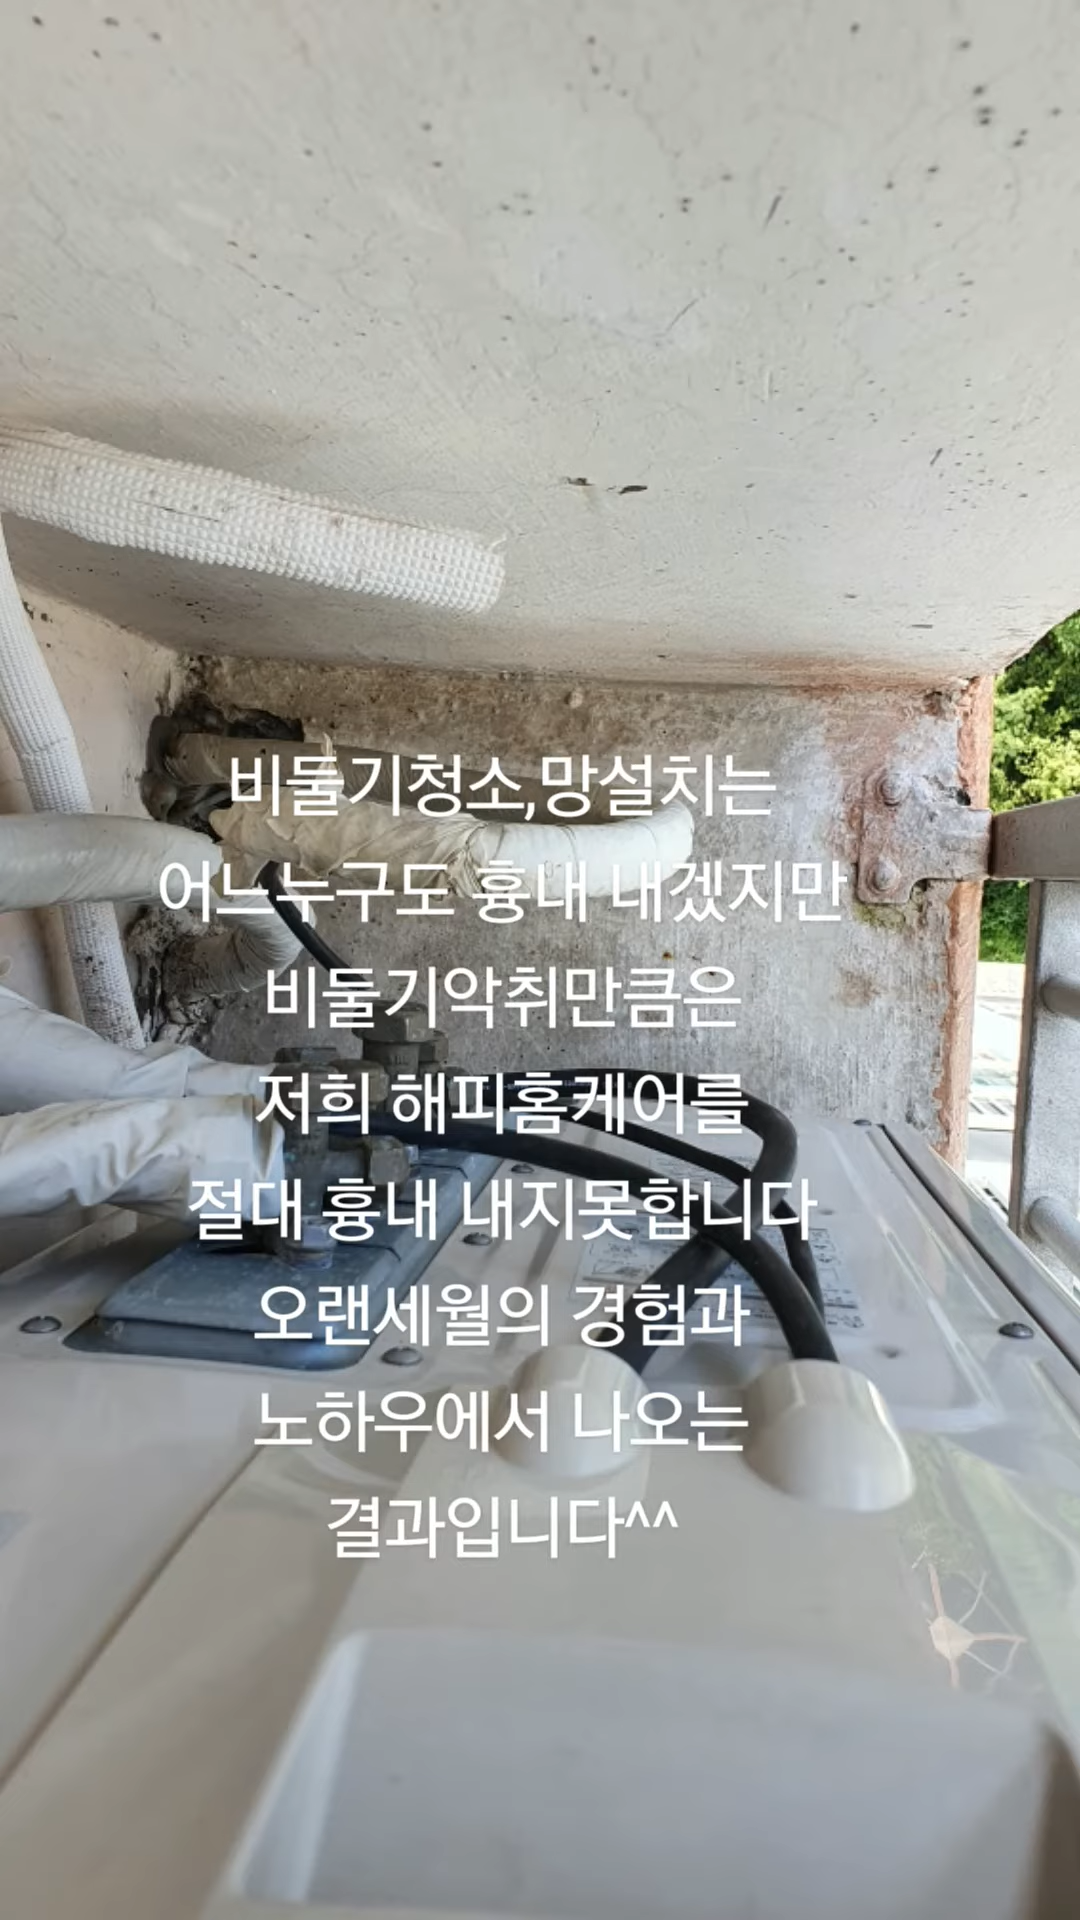 비둘기청소,망설치는
어느누구도 흉내 내겠지만
비둘기악취만큼은
저희 해피홈케어를
절대 흉내 내지못합니다
오랜세월의 경험과
노하우에서 나오는
결과입니다^^